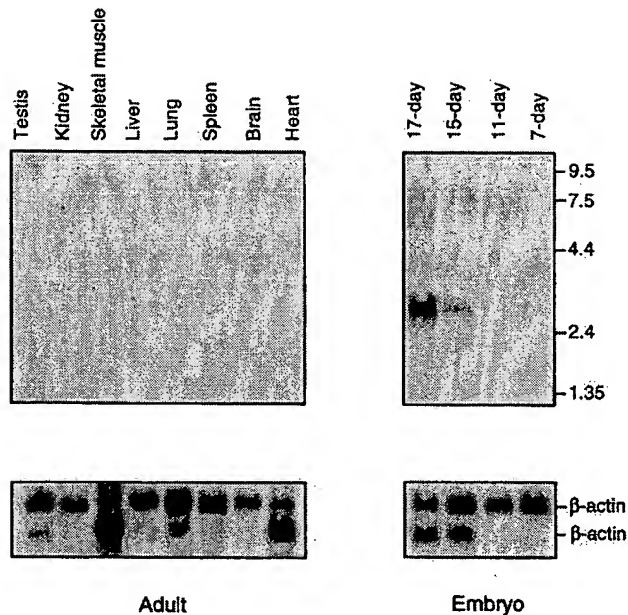 Testis
Kidney
Skeletal muscle
Liver
Lung
Spleen
Brain
Heart
17-day
15-day
11-day
7-day
9.5
7.5
4.4
2.4
1.35
β-actin
β-actin
Adult
Embryo